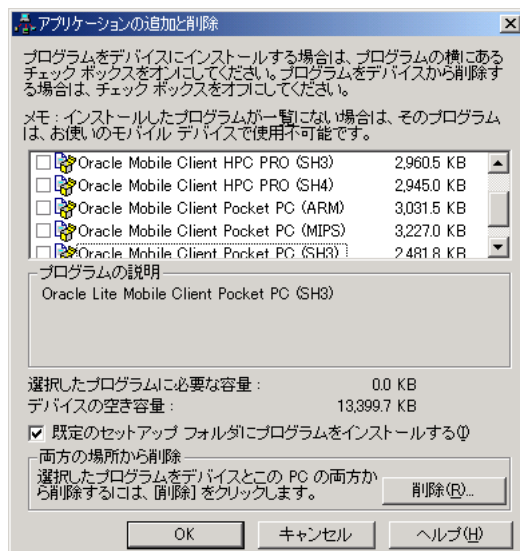 アプリケーションの追加と削除
プログラムをデバイスにインストールする場合は、プログラムの横にある
チェック ボックスをオンにしてください。プログラムをデバイスから削除す
る場合は、チェック ボックスをオフにしてください。
メモ : インストールしたプログラムが一覧にない場合は、そのプログラム
は、お使いのモバイル デバイスで使用不可能です。
Oracle Mobile Client HPC PRO (SH3) 2,960.5 KB
Oracle Mobile Client HPC PRO (SH4) 2,945.0 KB
Oracle Mobile Client Pocket PC (ARM) 3,031.5 KB
Oracle Mobile Client Pocket PC (MIPS) 3,227.0 KB
Oracle Mobile Client Pocket PC (SH3) 2,481.8 KB
プログラムの説明
Oracle Lite Mobile Client Pocket PC (SH3)
選択したプログラムに必要な容量 : 0.0 KB
デバイスの空き容量 : 13,399.7 KB
既定のセットアップ フォルダにプログラムをインストールする(I)
両方の場所から削除
選択したプログラムをデバイスとこの PC の両方か
ら削除するには、[削除] をクリックします。
削除(R)...
OK キャンセル ヘルプ(H)